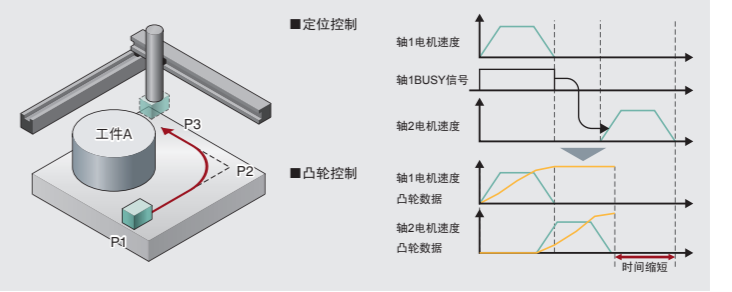 ■定位控制
轴1电机速度
轴1BUSY信号
轴2电机速度
工件A
P3
P2
P1
■凸轮控制
轴1电机速度
凸轮数据
轴2电机速度
凸轮数据
时间缩短